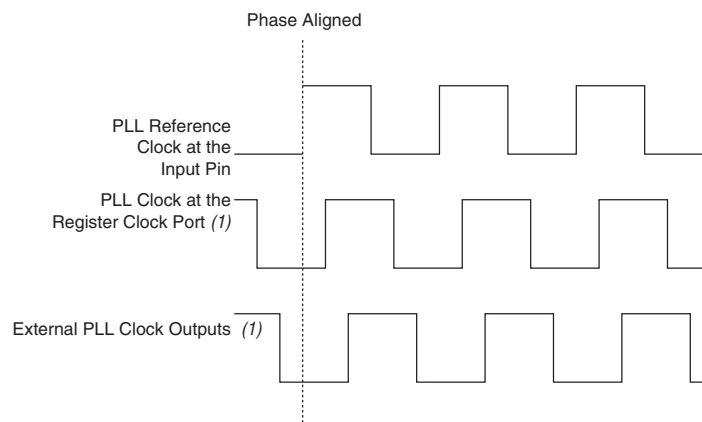 Phase Aligned
PLL Reference
Clock at the
Input Pin
PLL Clock at the
Register Clock Port (1)
External PLL Clock Outputs (1)